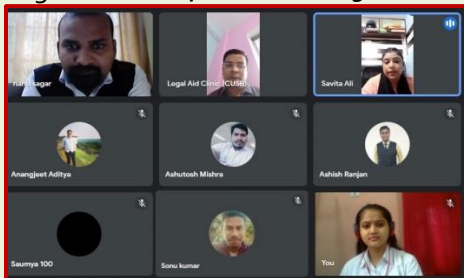 nand sagar
Legal Aid Clinic (CUSB)
Savita Ali
Anangjeet Aditya
Ashutosh Mishra
Ashish Ranjan
Saumya 100
Sonu kumar
You